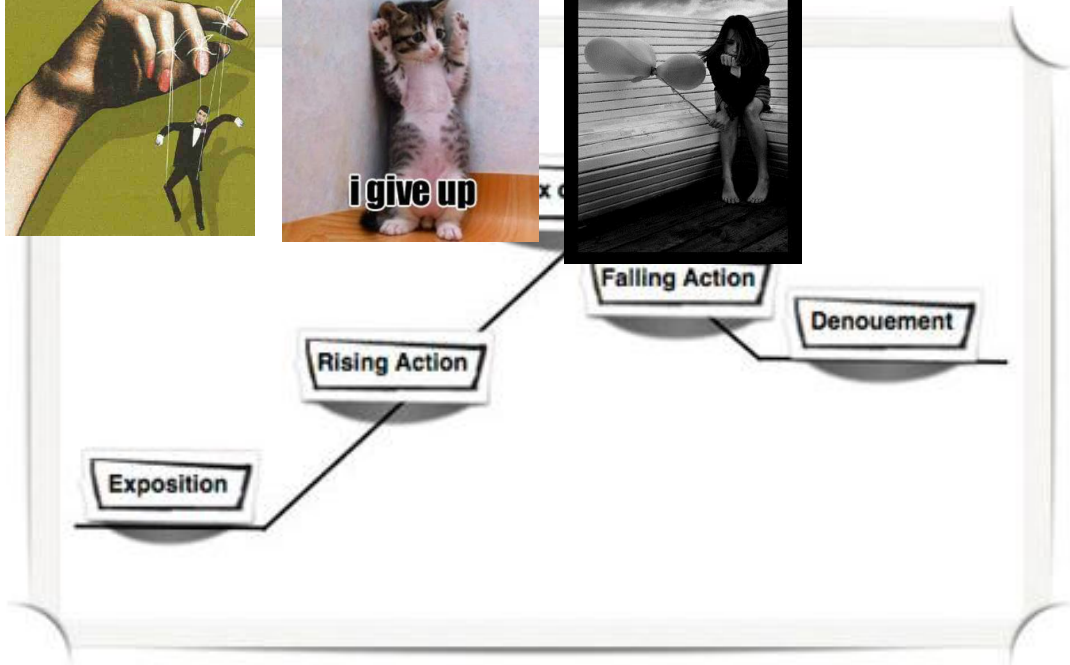 i give up
Falling Action
Denouement
Rising Action
Exposition